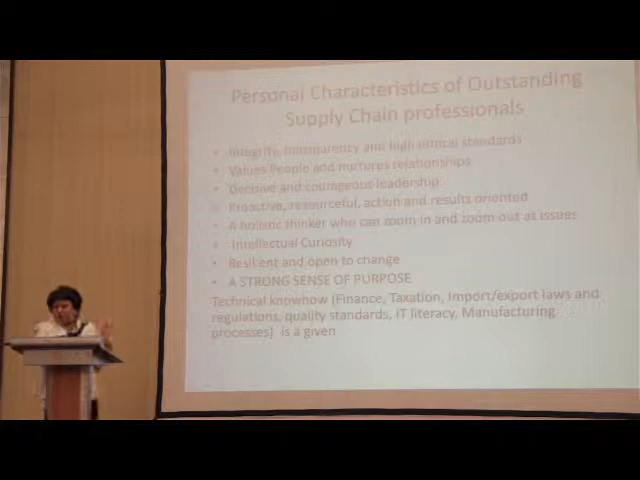 Personal Characteristics of Outstanding
Supply Chain professionals
• Integrity, transparency and high ethical standards
• Values People and nurtures relationships
• Decisive and courageous leadership
• Proactive, resourceful, action and results oriented
• A holistic thinker who can zoom in and zoom out at issues
• Intellectual Curiosity
• Resilient and open to change
• A STRONG SENSE OF PURPOSE
Technical knowhow (Finance, Taxation, Import/export laws and
regulations, quality standards, IT literacy, Manufacturing
processes) is a given